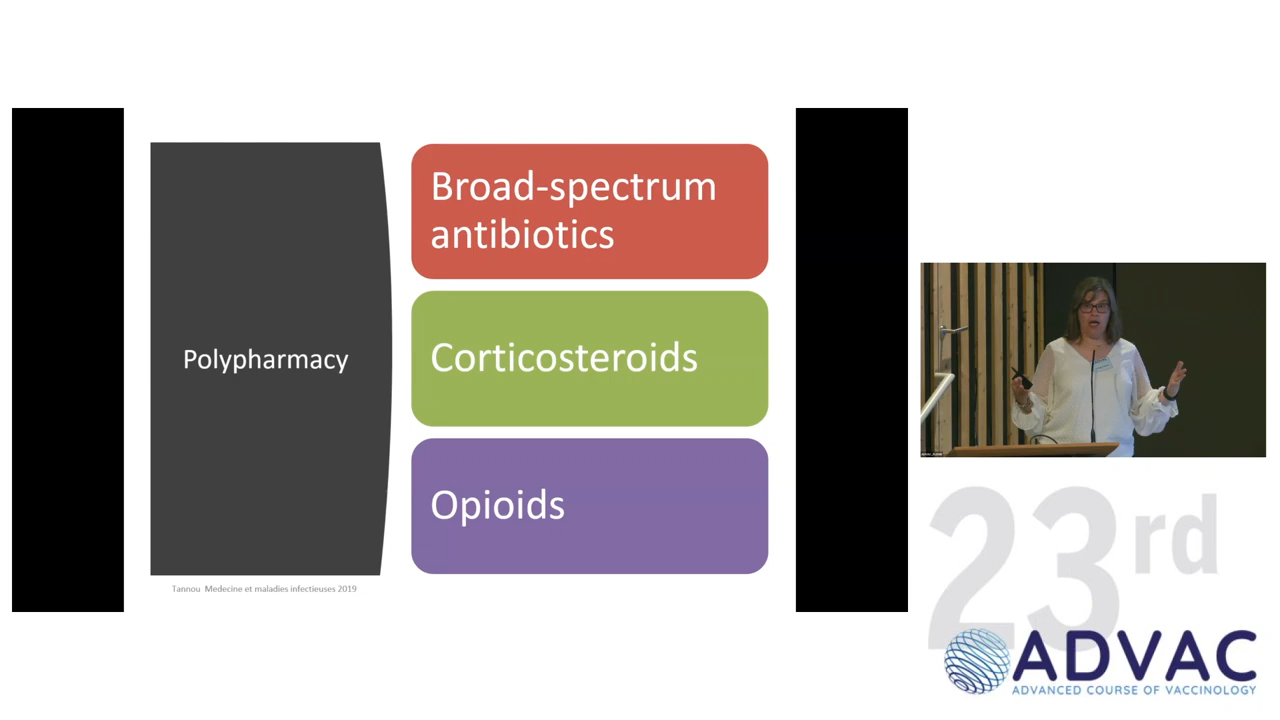 Polypharmacy
Broad-spectrum
antibiotics
Corticosteroids
Opioids
Tannou Medecine et maladies infectieuses 2019
23rd
ADVAC
ADVANCED COURSE OF VACCINOLOGY